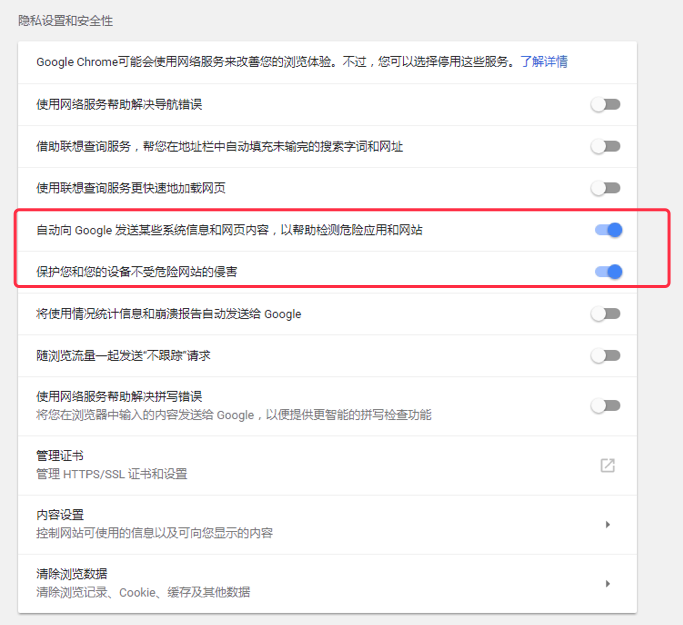 隐私设置和安全性
Google Chrome可能会使用网络服务来改善您的浏览体验。不过，您可以选择停用这些服务。了解详情
使用网络服务帮助解决导航错误
借助联想查询服务，帮您在地址栏中自动填充未输完的搜索字词和网址
使用联想查询服务更快速地加载网页
自动向 Google 发送某些系统信息和网页内容，以帮助检测危险应用和网站
保护您和您的设备不受危险网站的侵害
将使用情况统计信息和崩溃报告自动发送给 Google
随浏览流量一起发送“不跟踪”请求
使用网络服务帮助解决拼写错误
将您在浏览器中输入的内容发送给 Google，以便提供更智能的拼写检查功能
管理证书
管理 HTTPS/SSL 证书和设置
内容设置
控制网站可使用的信息以及可向您显示的内容
清除浏览数据
清除浏览记录、Cookie、缓存及其他数据